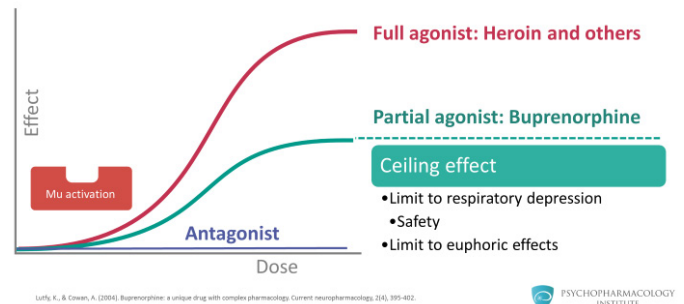 Full agonist: Heroin and others
Effect
Partial agonist: Buprenorphine
Ceiling effect
Mu activation
•Limit to respiratory depression
•Safety
•Limit to euphoric effects
Antagonist
Dose
Lutfy, K., & Cowan, A. (2004). Buprenorphine: a unique drug with complex pharmacology. Current neuropharmacology, 2(4), 395-402.
PSYCHOPHARMACOLOGY
INSTITUTE